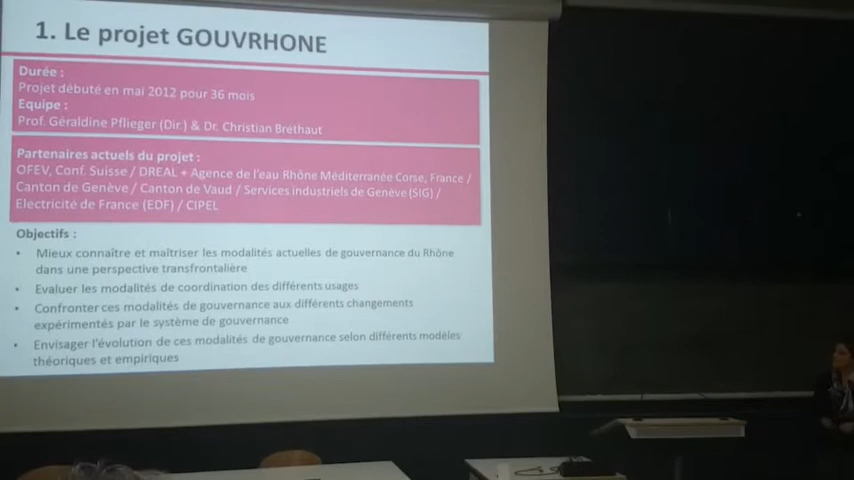 1. Le projet GOUVRHONE
Durée :
Projet débuté en mai 2012 pour 36 mois
Equipe :
Prof. Géraldine Pflieger (Dir.) & Dr. Christian Bréthaut
Partenaires actuels du projet :
OFEV, Conf. Suisse / DREAL + Agence de l'eau Rhône Méditerranée Corse, France /
Canton de Genève / Canton de Vaud / Services industriels de Genève (SIG) /
Electricité de France (EDF) / CIPEL
Objectifs :
• Mieux connaître et maîtriser les modalités actuelles de gouvernance du Rhône
dans une perspective transfrontalière
• Evaluer les modalités de coordination des différents usages
• Confronter ces modalités de gouvernance aux différents changements
expérimentés par le système de gouvernance
• Envisager l'évolution de ces modalités de gouvernance selon différents modèles
théoriques et empiriques